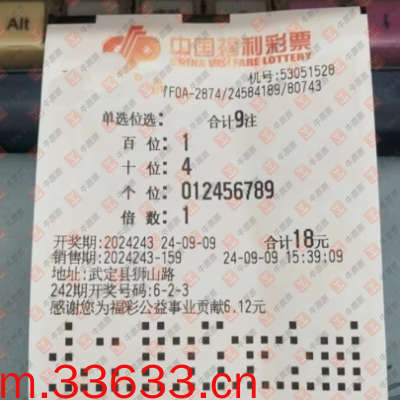 Alt
中国福利彩票
CHINA WELFARE LOTTERY
机号:53051528
/F0A-2874/24584189/80743
单选位选: 合计9注
百 位: 1
十 位: 4
个 位: 012456789
倍 数: 1
开奖期:2024243 24-09-09 合计18元
销售期:2024243-159 24-09-09 15:39:09
地址:武定县狮山路
242期开奖号码:6-2-3
感谢您为福彩公益事业贡献6.12元
m.33633.cn